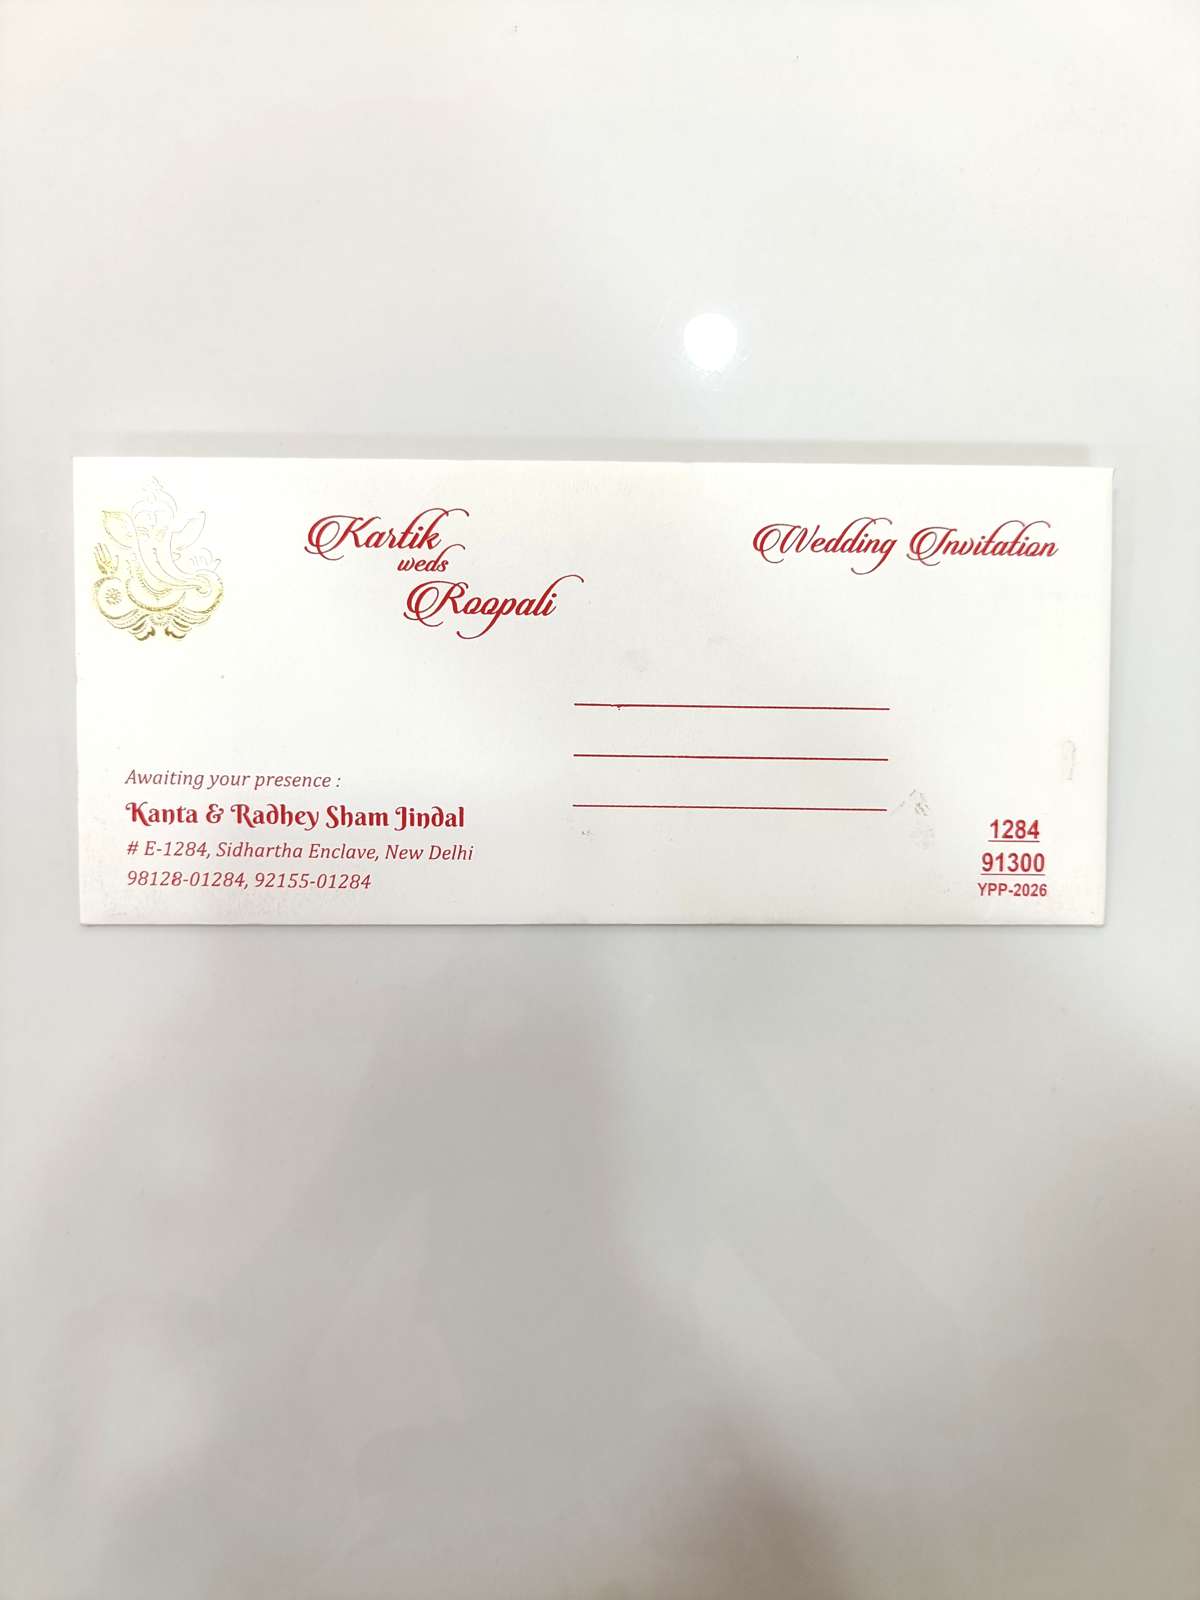 Kartik
weds
Roopali
Wedding Invitation
Awaiting your presence :
Kanta & Radhey Sham Jindal
# E-1284, Sidhartha Enclave, New Delhi
98128-01284, 92155-01284
1284
91300
YPP-2026